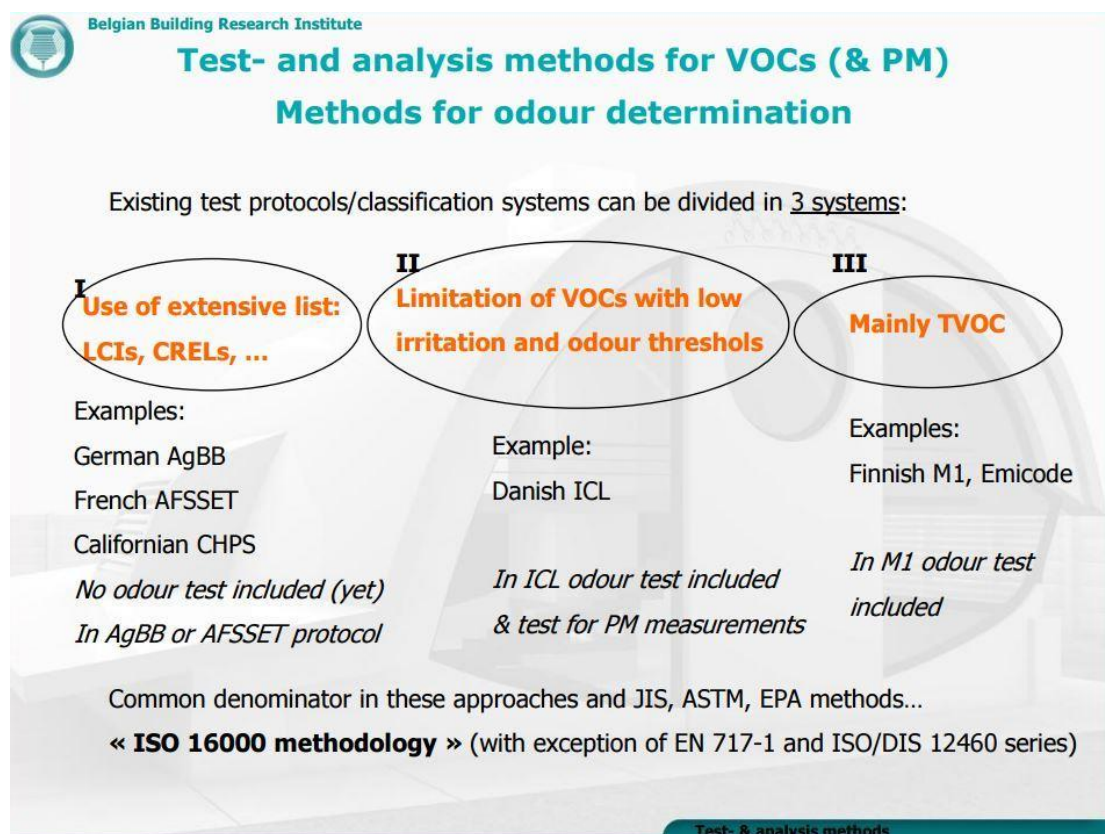 Belgian Building Research Institute
Test- and analysis methods for VOCs (& PM)
Methods for odour determination
Existing test protocols/classification systems can be divided in 3 systems:
I
Use of extensive list:
LCIs, CRELs, ...
Examples:
German AgBB
French AFSSET
Californian CHPS
No odour test included (yet)
In AgBB or AFSSET protocol
II
Limitation of VOCs with low
irritation and odour threshols
Example:
Danish ICL
In ICL odour test included
& test for PM measurements
III
Mainly TVOC
Examples:
Finnish M1, Emicode
In M1 odour test
included
Common denominator in these approaches and JIS, ASTM, EPA methods...
« ISO 16000 methodology » (with exception of EN 717-1 and ISO/DIS 12460 series)
Test- & analysis methods